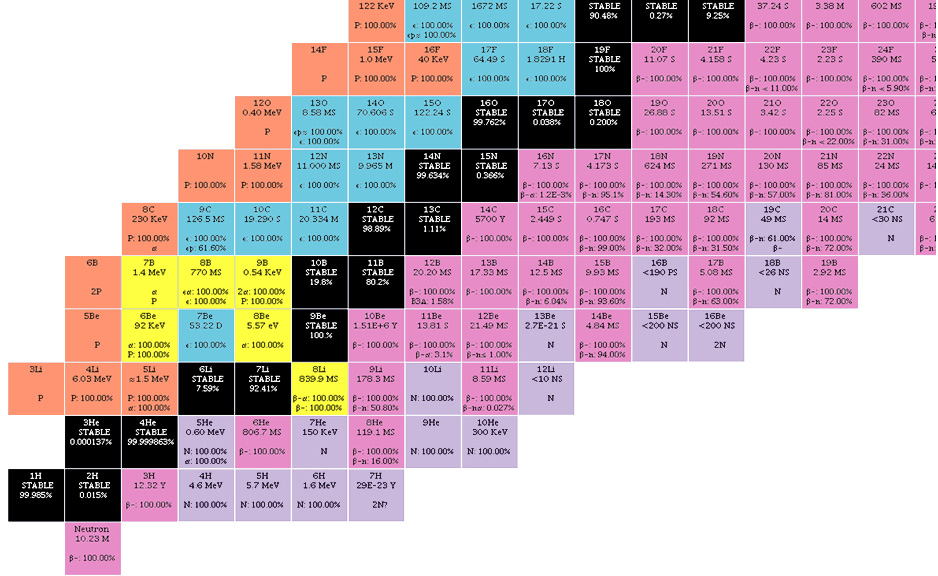 122 KeV
P: 100.00%
109.2 MS
ϵ: 100.00%
ϵp≈ 100.00%
1672 MS
ϵ: 100.00%
17.22 S
ϵ: 100.00%
STABLE
90.48%
STABLE
0.27%
STABLE
9.25%
37.24 S
β-: 100.00%
3.38 M
β-: 100.00%
602 MS
β-: 100.00%
14F
P
15F
1.0 MeV
P: 100.00%
16F
40 KeV
P: 100.00%
17F
64.49 S
ϵ: 100.00%
18F
1.8291 H
ϵ: 100.00%
19F
STABLE
100%
20F
11.07 S
β-: 100.00%
21F
4.158 S
β-: 100.00%
22F
4.23 S
β-: 100.00%
β-n < 11.00%
23F
2.23 S
β-: 100.00%
24F
390 MS
β-: 100.00%
β-n < 5.90%
12O
0.40 MeV
P
13O
8.58 MS
ϵp≈ 100.00%
ϵ: 100.00%
14O
70.606 S
ϵ: 100.00%
15O
122.24 S
ϵ: 100.00%
16O
STABLE
99.762%
17O
STABLE
0.038%
18O
STABLE
0.200%
19O
26.88 S
β-: 100.00%
20O
13.51 S
β-: 100.00%
21O
3.42 S
β-: 100.00%
22O
2.25 S
β-: 100.00%
β-n < 22.00%
23O
82 MS
β-: 100.00%
β-n: 31.00%
10N
P: 100.00%
11N
1.58 MeV
P: 100.00%
12N
11.000 MS
ϵ: 100.00%
13N
9.965 M
ϵ: 100.00%
14N
STABLE
99.634%
15N
STABLE
0.366%
16N
7.13 S
β-: 100.00%
β-α: 1.2E-3%
17N
4.173 S
β-: 100.00%
β-n: 95.1%
18N
624 MS
β-: 100.00%
β-n: 14.30%
19N
271 MS
β-: 100.00%
β-n: 54.60%
20N
130 MS
β-: 100.00%
β-n: 57.00%
21N
85 MS
β-: 100.00%
β-n: 81.00%
22N
24 MS
β-: 100.00%
β-n: 36.00%
8C
230 KeV
P: 100.00%
α
9C
126.5 MS
ϵ: 100.00%
ϵp: 61.60%
10C
19.290 S
ϵ: 100.00%
11C
20.334 M
ϵ: 100.00%
12C
STABLE
98.89%
13C
STABLE
1.11%
14C
5700 Y
β-: 100.00%
15C
2.449 S
β-: 100.00%
16C
0.747 S
β-: 100.00%
β-n: 99.00%
17C
193 MS
β-: 100.00%
β-n: 32.00%
18C
92 MS
β-: 100.00%
β-n: 31.50%
19C
49 MS
β-n: 61.00%
β-
20C
14 MS
β-: 100.00%
β-n: 72.00%
21C
<30 NS
N
6B
2P
7B
1.4 MeV
α
P
8B
770 MS
ϵα: 100.00%
ϵ: 100.00%
9B
0.54 KeV
2α: 100.00%
P: 100.00%
10B
STABLE
19.8%
11B
STABLE
80.2%
12B
20.20 MS
β-: 100.00%
B3A: 1.58%
13B
17.33 MS
β-: 100.00%
14B
12.5 MS
β-: 100.00%
β-n: 6.04%
15B
9.93 MS
β-: 100.00%
β-n: 93.60%
16B
<190 PS
N
17B
5.08 MS
β-: 100.00%
β-n: 63.00%
18B
<26 NS
N
19B
2.92 MS
β-: 100.00%
β-n: 72.00%
5Be
P
6Be
92 KeV
α: 100.00%
P: 100.00%
7Be
53.22 D
ϵ: 100.00%
8Be
5.57 eV
α: 100.00%
9Be
STABLE
100.%
10Be
1.51E+6 Y
β-: 100.00%
11Be
13.81 S
β-: 100.00%
β-α: 3.1%
12Be
21.49 MS
β-: 100.00%
β-n≤ 1.00%
13Be
2.7E-21 S
N
14Be
4.84 MS
β-: 100.00%
β-n: 94.00%
15Be
<200 NS
N
16Be
<200 NS
2N
3Li
P
4Li
6.03 MeV
P: 100.00%
5Li
≈1.5 MeV
P: 100.00%
α: 100.00%
6Li
STABLE
7.59%
7Li
STABLE
92.41%
8Li
839.9 MS
β-α: 100.00%
β-: 100.00%
9Li
178.3 MS
β-: 100.00%
β-n: 50.80%
10Li
N: 100.00%
11Li
8.59 MS
β-: 100.00%
β-nα: 0.027%
12Li
<10 NS
N
3He
STABLE
0.000137%
4He
STABLE
99.999863%
5He
0.60 MeV
N: 100.00%
α: 100.00%
6He
806.7 MS
β-: 100.00%
7He
150 KeV
N
8He
119.1 MS
β-: 100.00%
β-n: 16.00%
9He
N: 100.00%
10He
300 KeV
N: 100.00%
1H
STABLE
99.985%
2H
STABLE
0.015%
3H
12.32 Y
β-: 100.00%
4H
4.6 MeV
N: 100.00%
5H
5.7 MeV
N: 100.00%
6H
1.6 MeV
N: 100.00%
7H
29E-23 Y
2N?
Neutron
10.23 M
β-: 100.00%